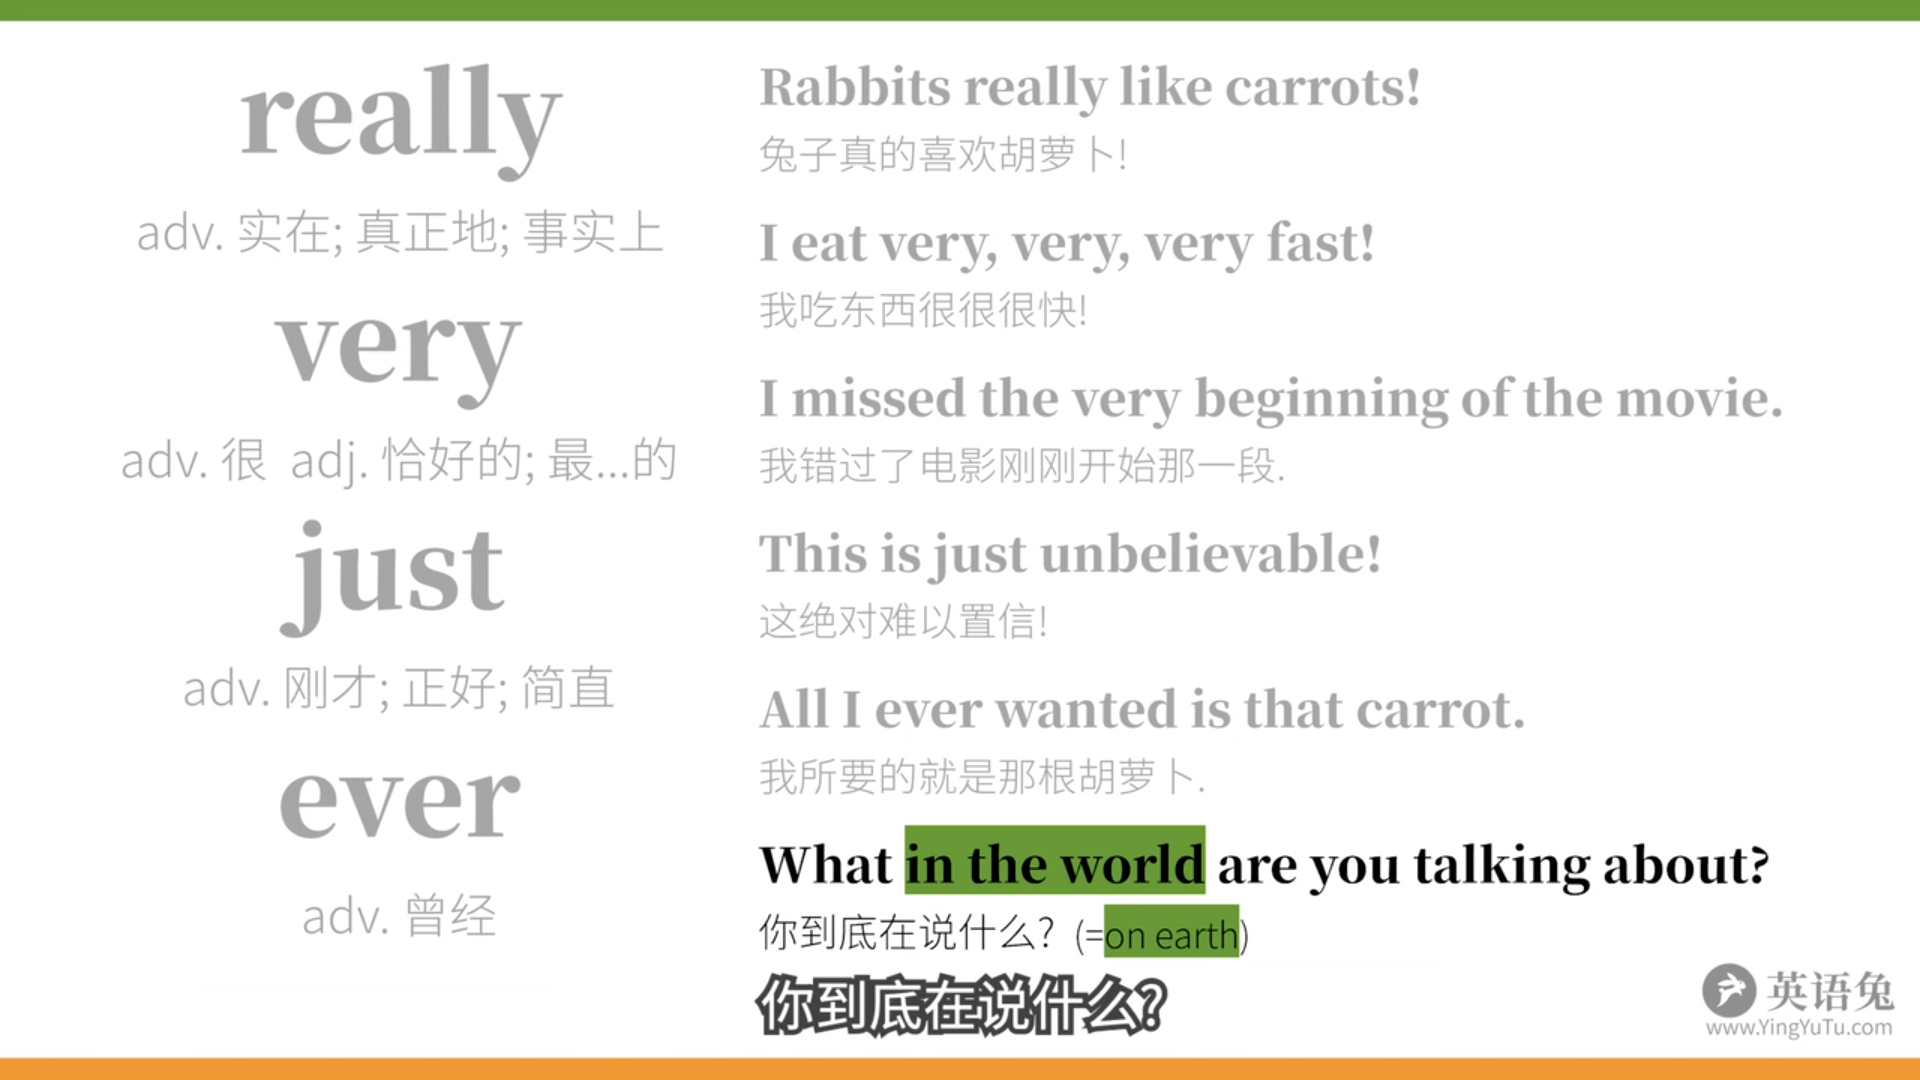 really
adv. 实在; 真正地; 事实上
very
adv. 很 adj. 恰好的; 最...的
just
adv. 刚才; 正好; 简直
ever
adv. 曾经
Rabbits really like carrots!
兔子真的喜欢胡萝卜!
I eat very, very, very fast!
我吃东西很很很快!
I missed the very beginning of the movie.
我错过了电影刚刚开始那一段.
This is just unbelievable!
这绝对难以置信!
All I ever wanted is that carrot.
我所要的就是那根胡萝卜.
What in the world are you talking about?
你到底在说什么? (=on earth)
你到底在说什么?
英语兔
www.YingYuTu.com